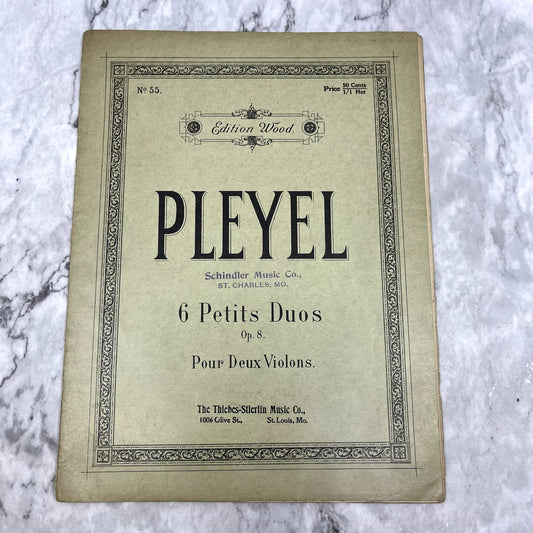 No 55.
Price 50 Cents
1/1 Net
Edition Wood.
PLEYEL
Schindler Music Co.,
ST. CHARLES, MO.
6 Petits Duos
Op. 8.
Pour Deux Violons.
The Thiebes-Stierlin Music Co.,
1006 Olive St., St. Louis, Mo.